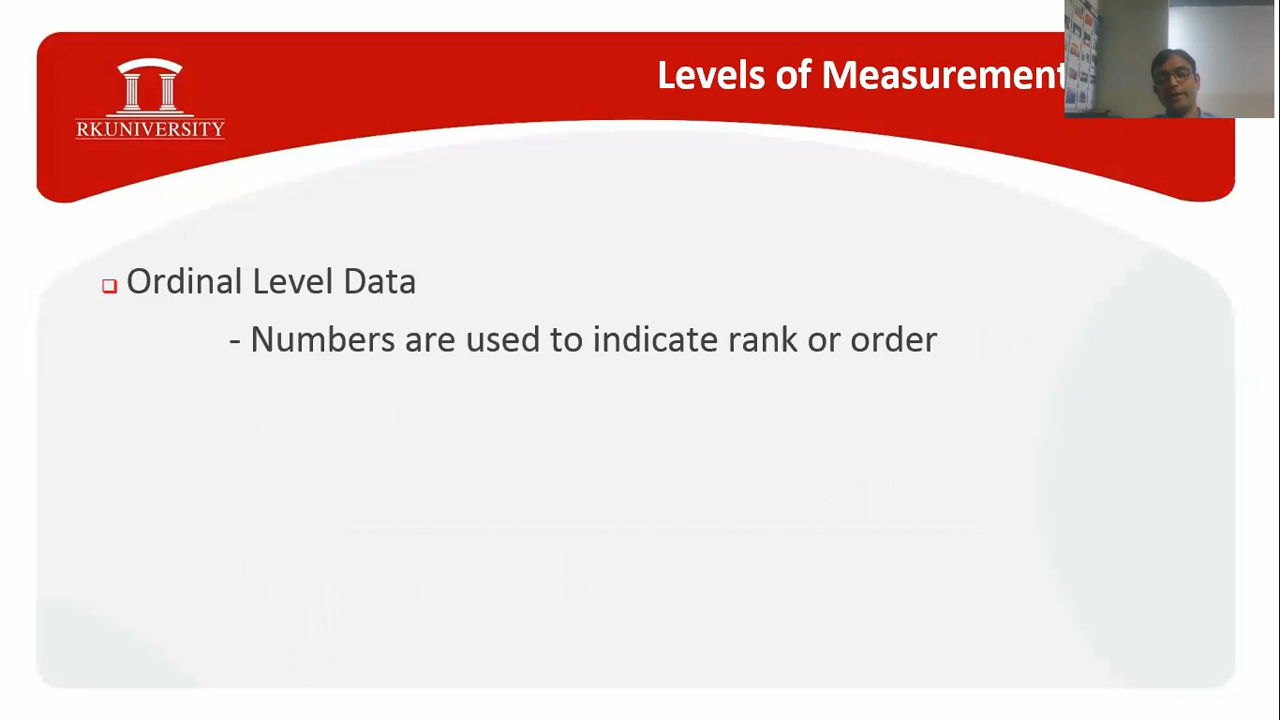 Levels of Measurement
RKUNIVERSITY
Ordinal Level Data
- Numbers are used to indicate rank or order